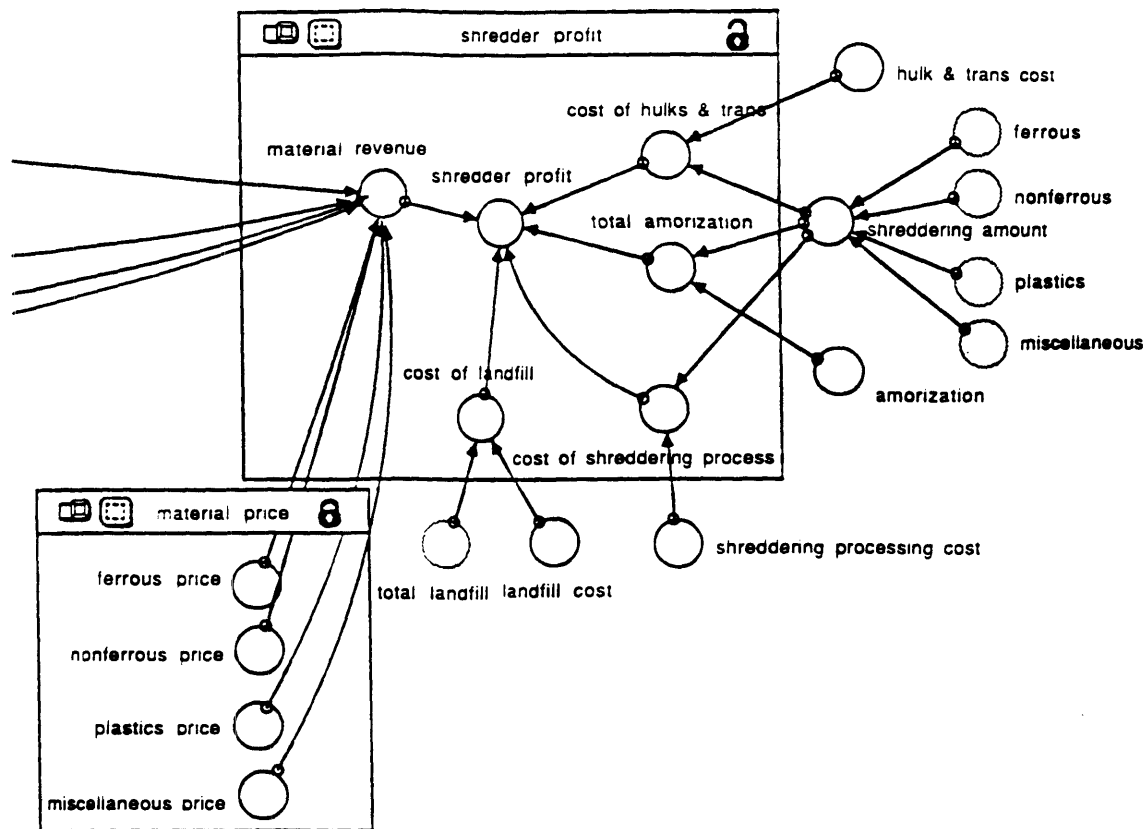 shredder profit
hulk & trans cost
cost of hulks & trans
ferrous
material revenue
shredder profit
nonferrous
total amorization
shreddering amount
plastics
miscellaneous
cost of landfill
amorization
cost of shreddering process
material price
shreddering processing cost
ferrous price
total landfill
landfill cost
nonferrous price
plastics price
miscellaneous price